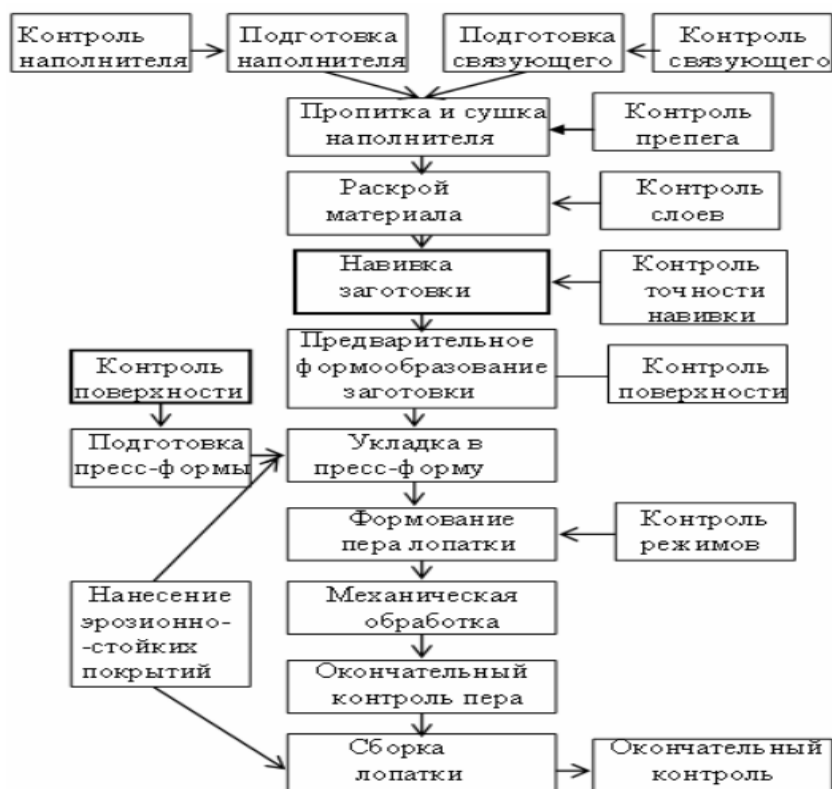 Контроль
наполнителя
Подготовка
наполнителя
Подготовка
связующего
Контроль
связующего
Пропитка и сушка
наполнителя
Контроль
препега
Раскрой
материала
Контроль
слоев
Навивка
заготовки
Контроль
точности
навивки
Предварительное
формообразование
заготовки
Контроль
поверхности
Контроль
поверхности
Подготовка
пресс-формы
Укладка в
пресс-форму
Формование
пера лопатки
Контроль
режимов
Нанесение
эрозионно-
-стойких
покрытий
Механическая
обработка
Окончательный
контроль пера
Сборка
лопатки
Окончательный
контроль